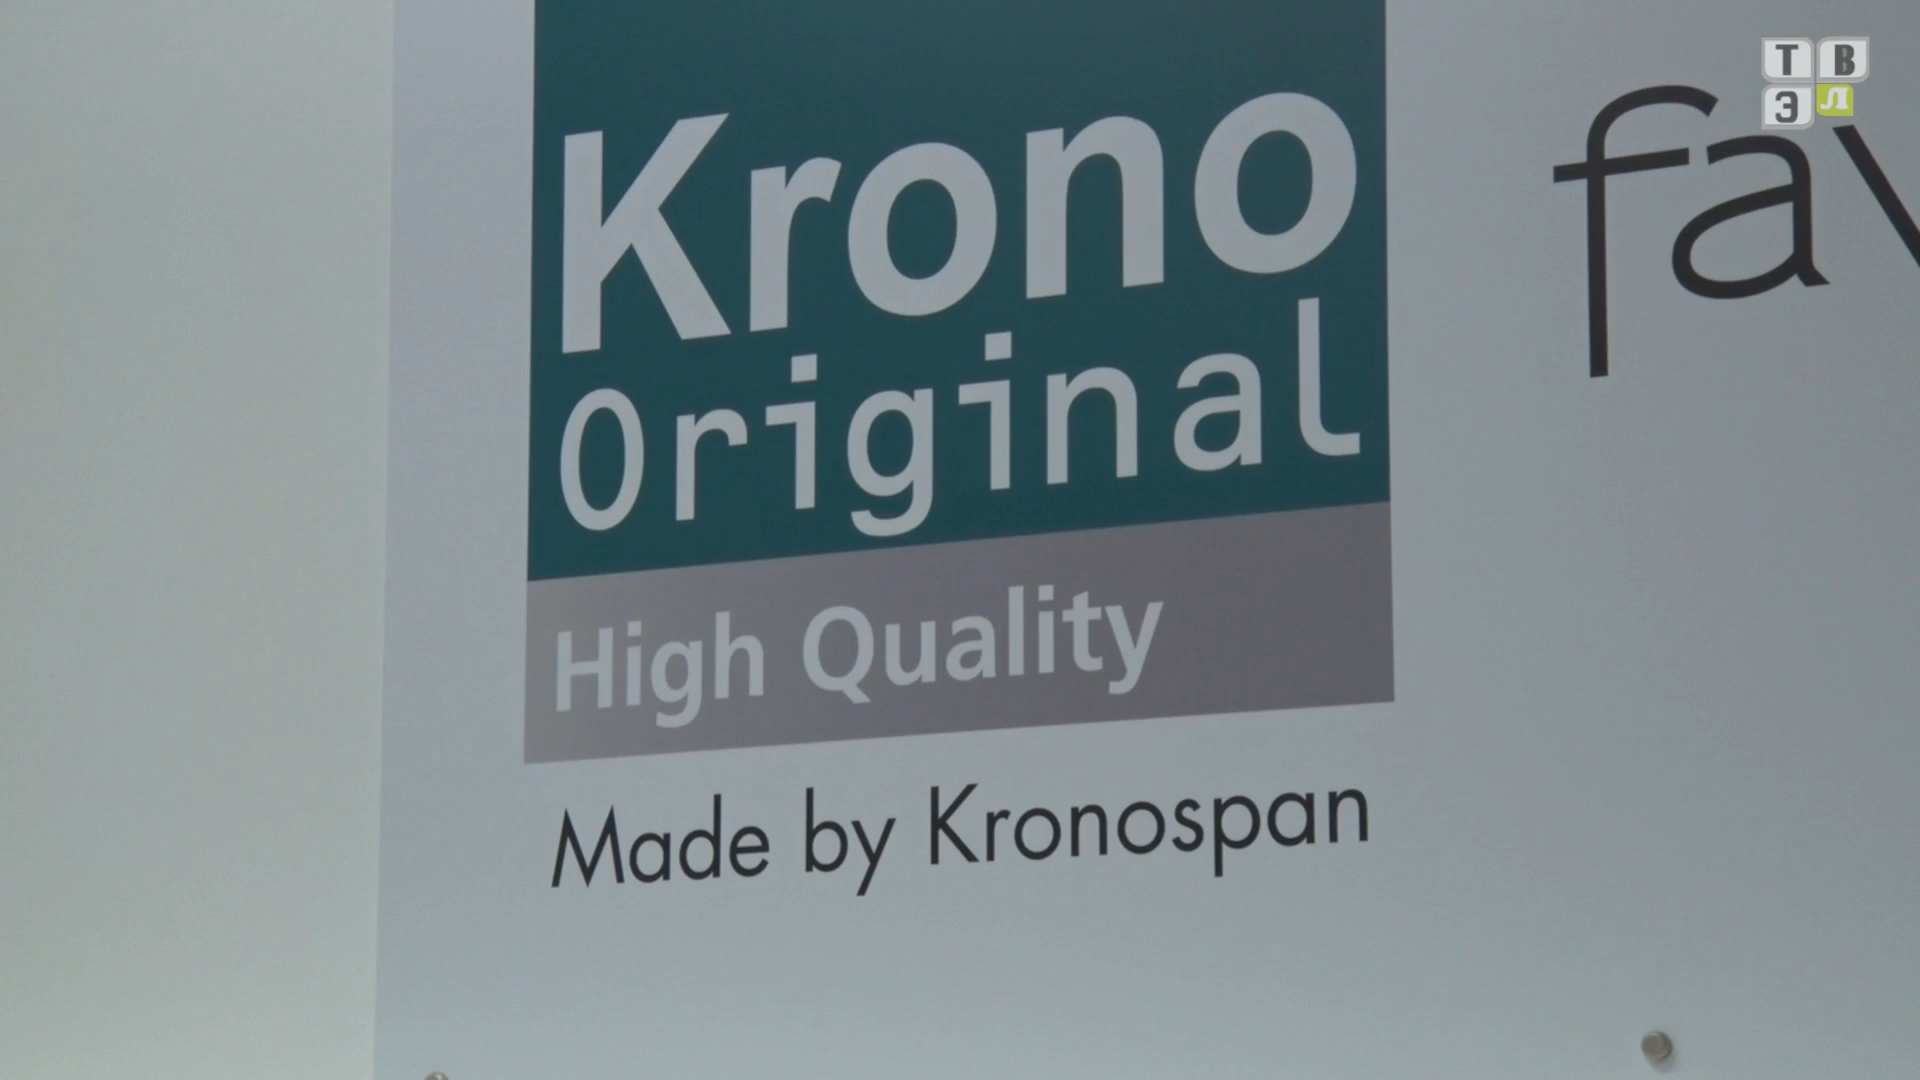 ТВ
ЭЛ
Krono
Original
High Quality
Made by Kronospan